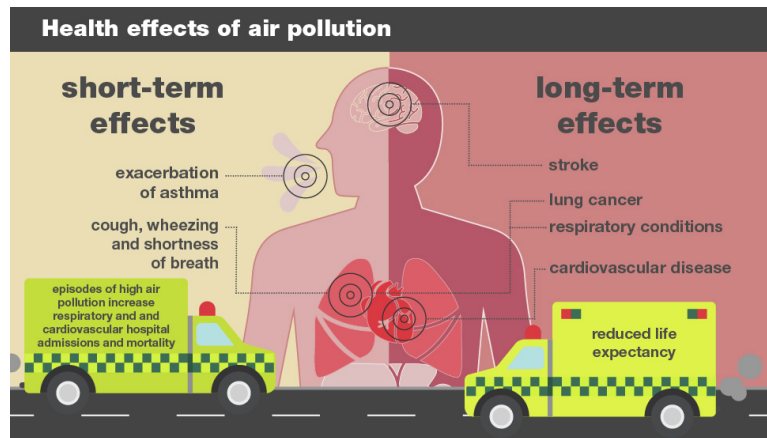 Health effects of air pollution
short-term
effects
exacerbation
of asthma
cough, wheezing
and shortness
of breath
episodes of high air
pollution increase
respiratory and and
cardiovascular hospital
admissions and mortality
long-term
effects
stroke
lung cancer
respiratory conditions
cardiovascular disease
reduced life
expectancy